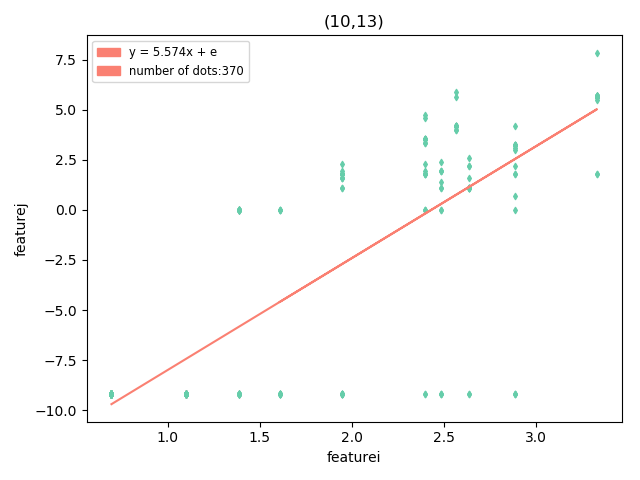 (10,13)
y = 5.574x + e
number of dots:370
7.5
5.0
2.5
0.0
−2.5
−5.0
−7.5
−10.0
featurej
1.0 1.5 2.0 2.5 3.0
featurei